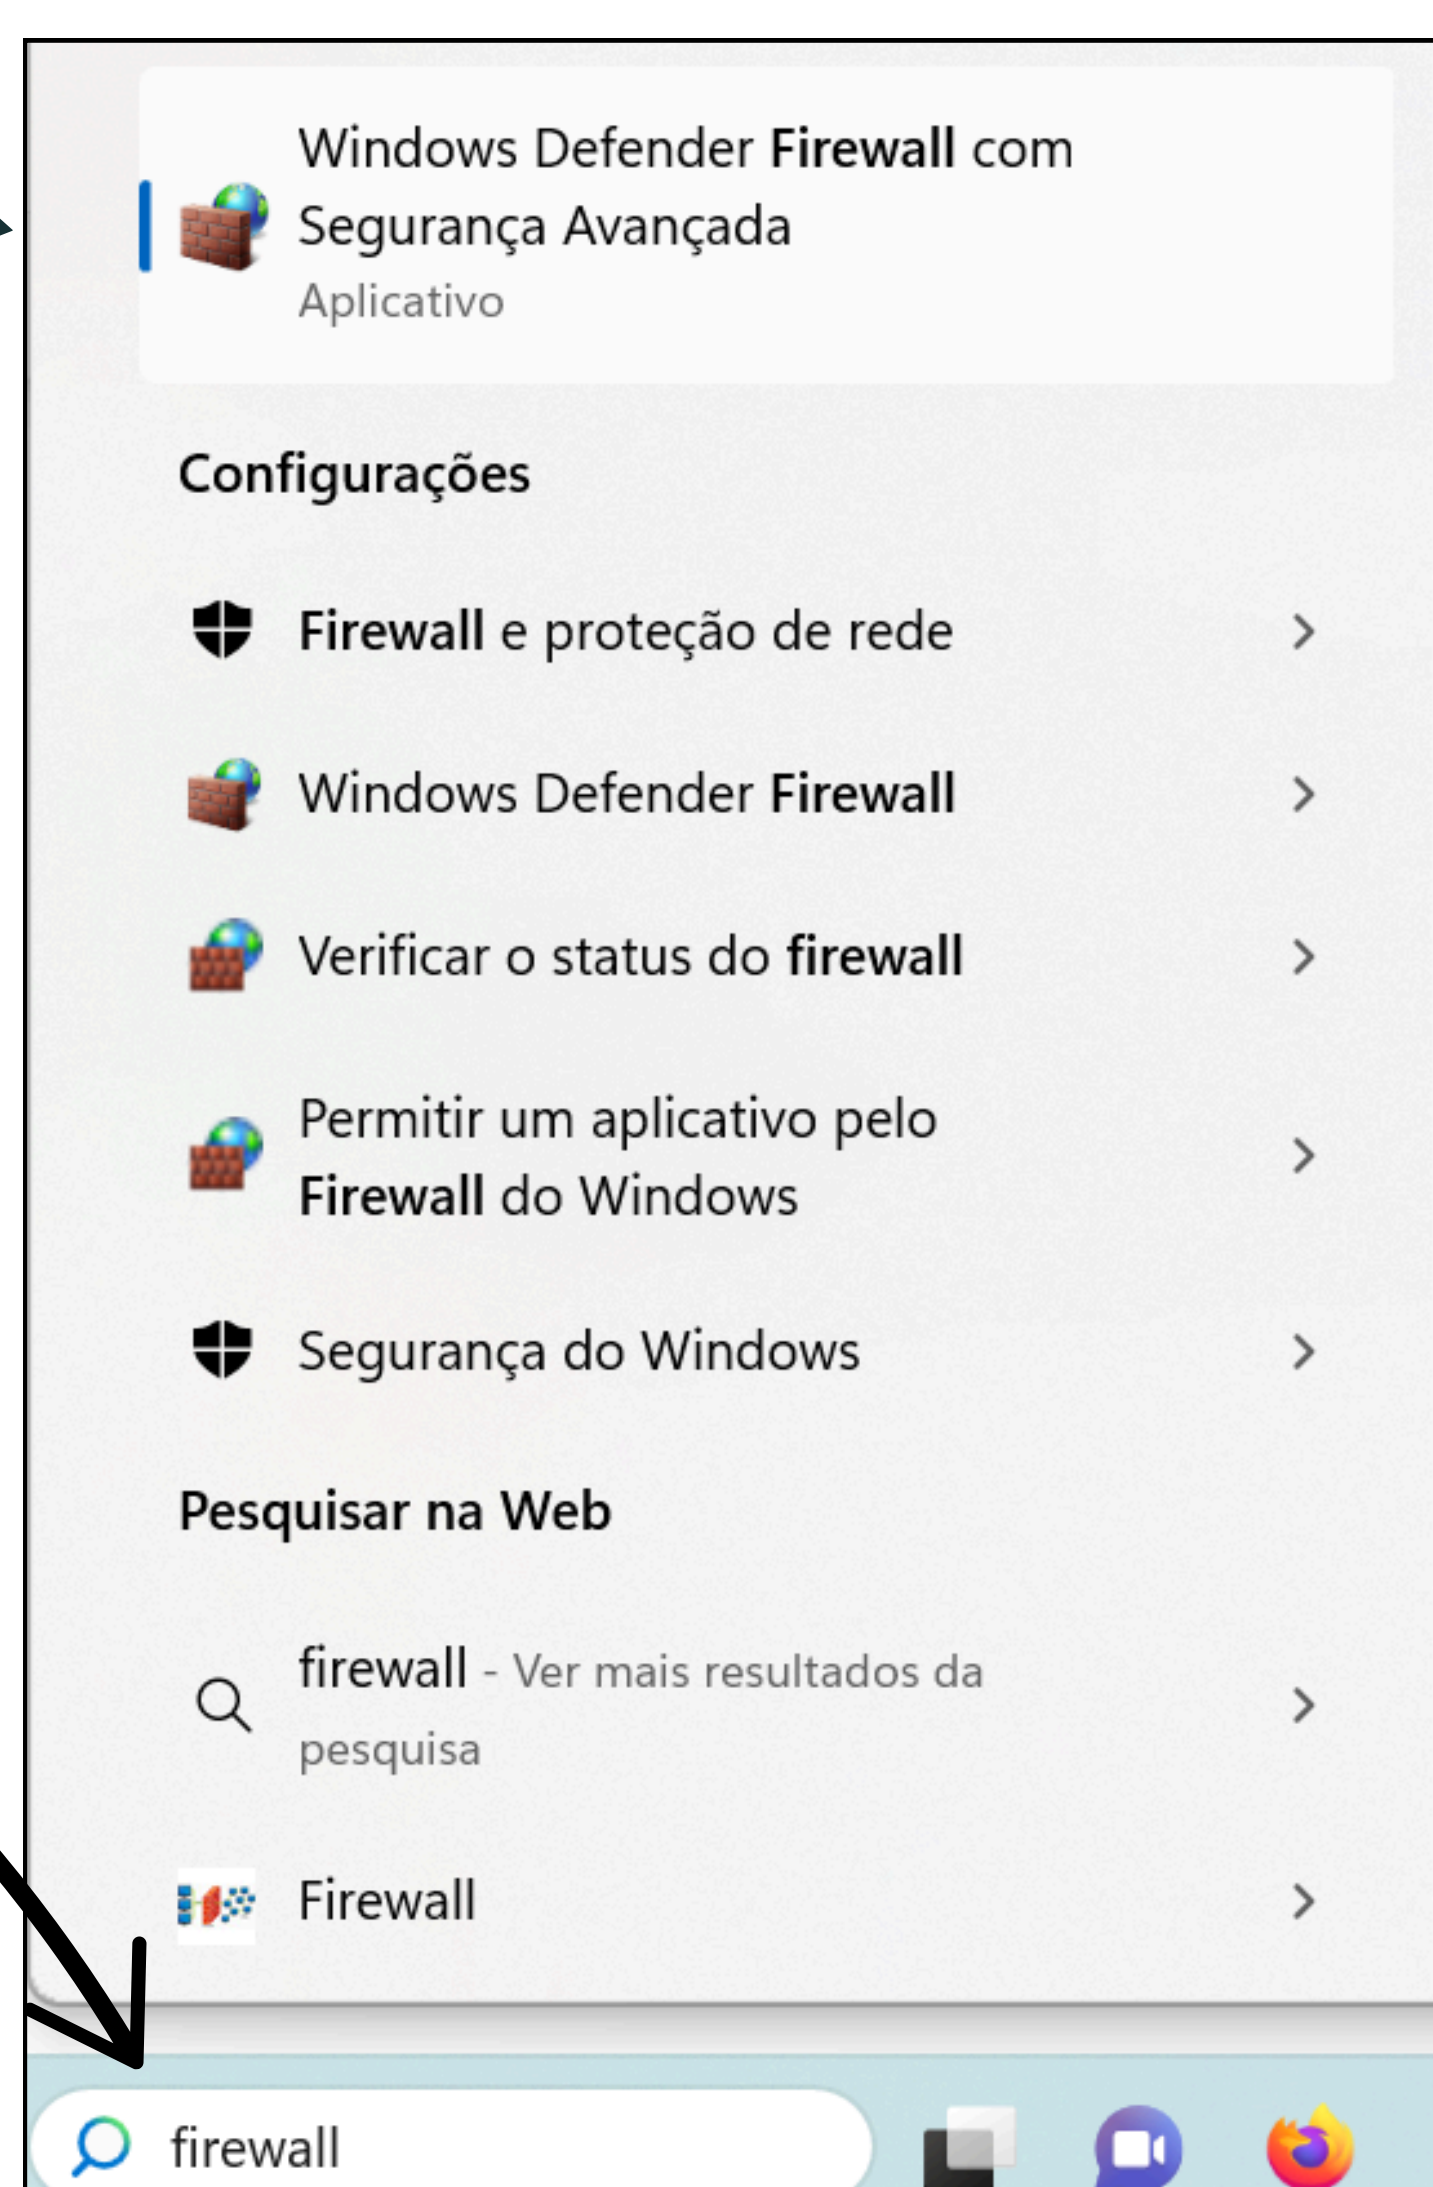 Windows Defender Firewall com
Segurança Avançada
Aplicativo
Configurações
Firewall e proteção de rede
Windows Defender Firewall
Verificar o status do firewall
Permitir um aplicativo pelo
Firewall do Windows
Segurança do Windows
Pesquisar na Web
firewall - Ver mais resultados da
pesquisa
Firewall
firewall